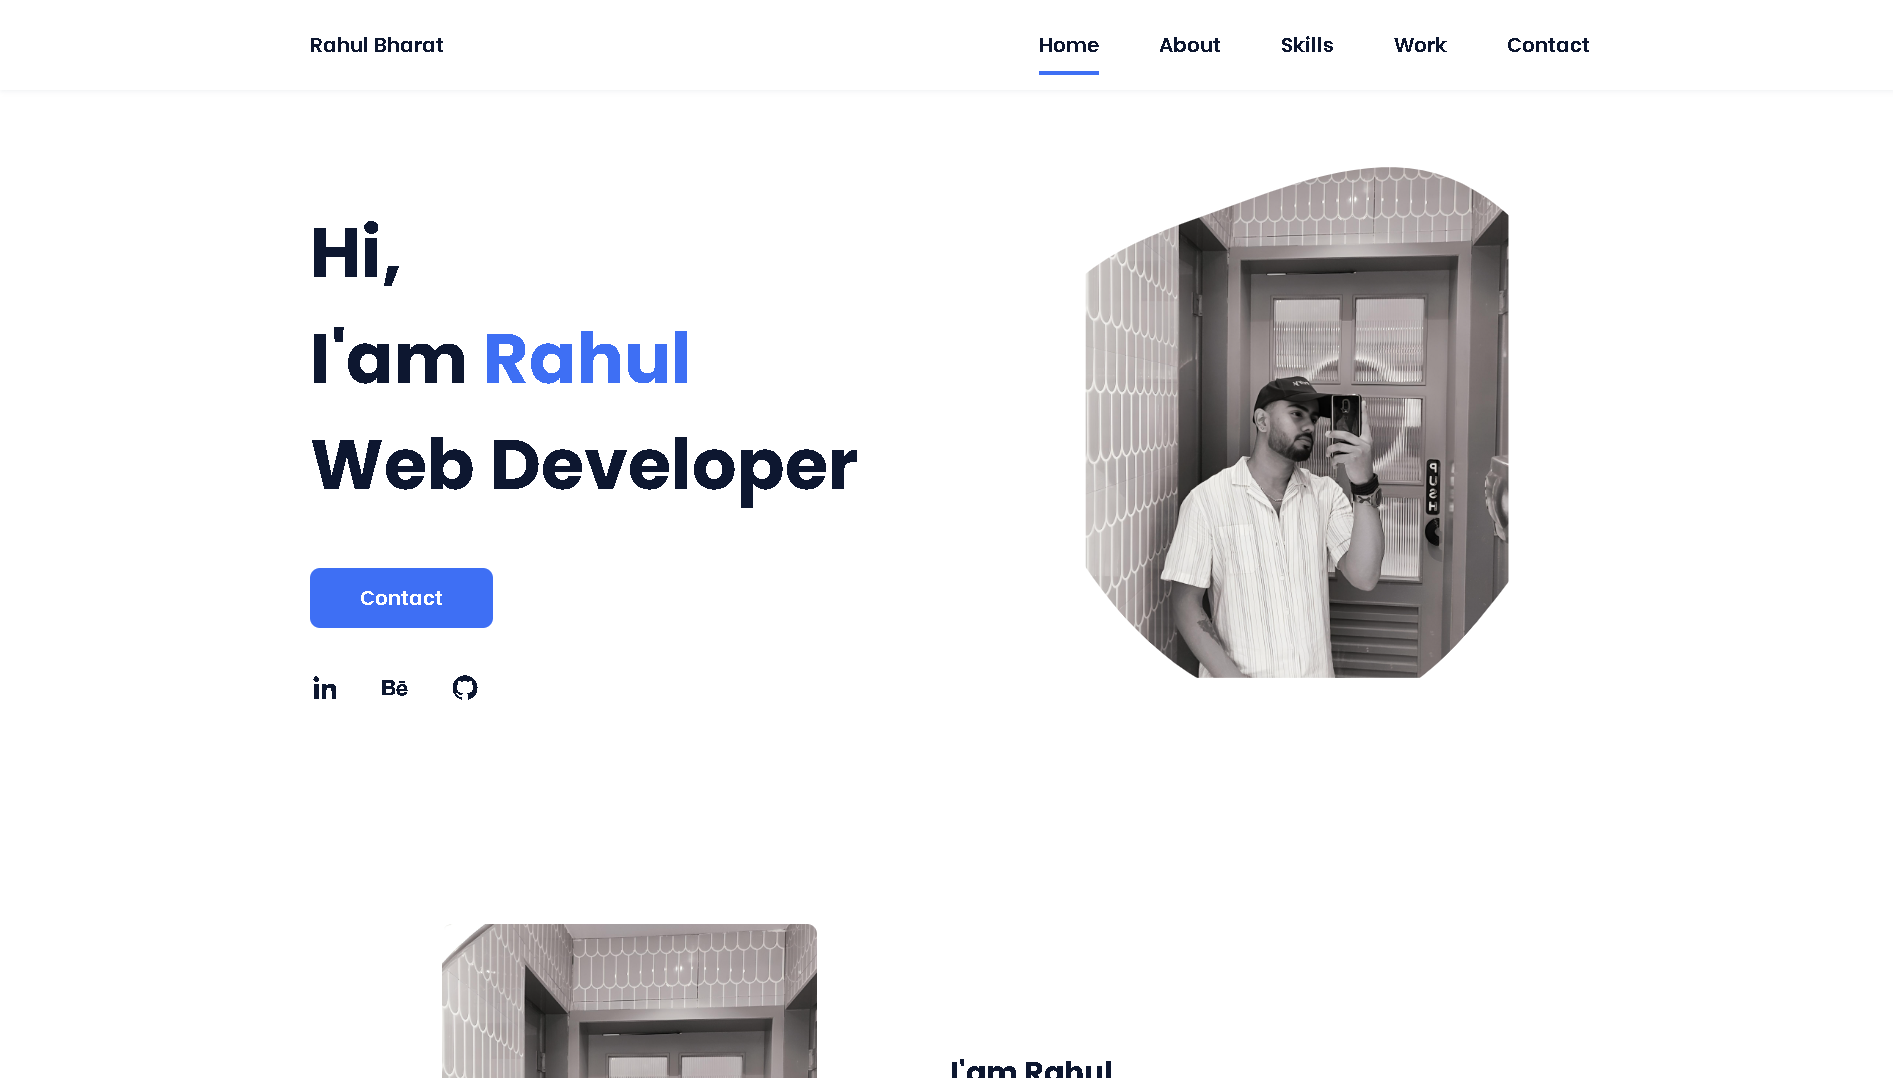 Rahul Bharat
Home About Skills Work Contact
Hi,
I'am Rahul
Web Developer
PUSH
Contact
in Bē
I'am Rahul